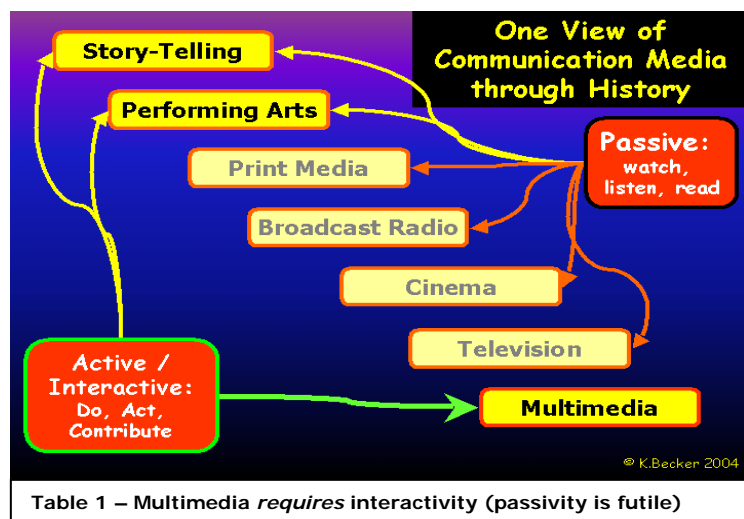 One View of
Communication Media
through History
Story-Telling
Performing Arts
Print Media
Broadcast Radio
Cinema
Television
Multimedia
Passive:
watch,
listen, read
Active /
Interactive:
Do, Act,
Contribute
© K.Becker 2004
Table 1 – Multimedia requires interactivity (passivity is futile)